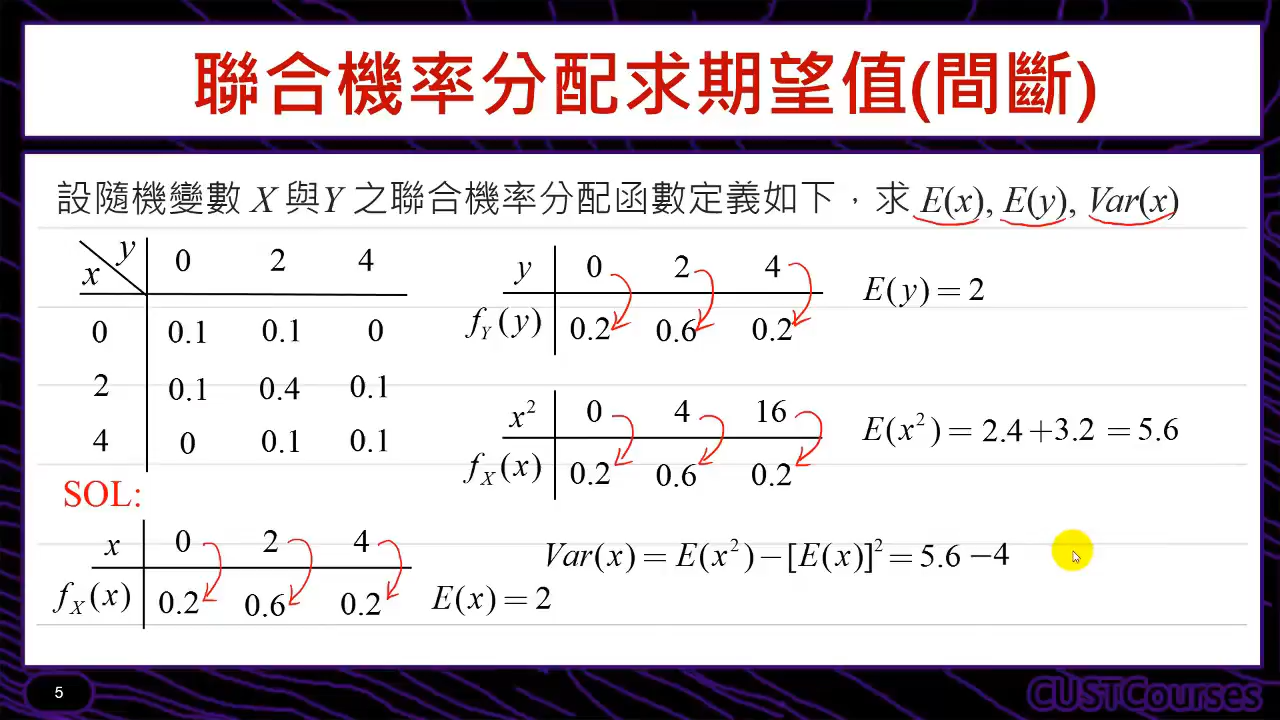 聯合機率分配求期望值(間斷)
設隨機變數 X 與Y 之聯合機率分配函數定義如下，求 E(x), E(y), Var(x)
y
x
0 2 4
0 0.1 0.1 0
2 0.1 0.4 0.1
4 0 0.1 0.1
SOL:
x 0 2 4
f_X(x) 0.2 0.6 0.2
E(x) = 2
y 0 2 4
f_Y(y) 0.2 0.6 0.2
E(y) = 2
x² 0 4 16
f_X(x) 0.2 0.6 0.2
E(x²) = 2.4+3.2 = 5.6
Var(x) = E(x²) − [E(x)]² = 5.6 −4
5
CUSTCourses